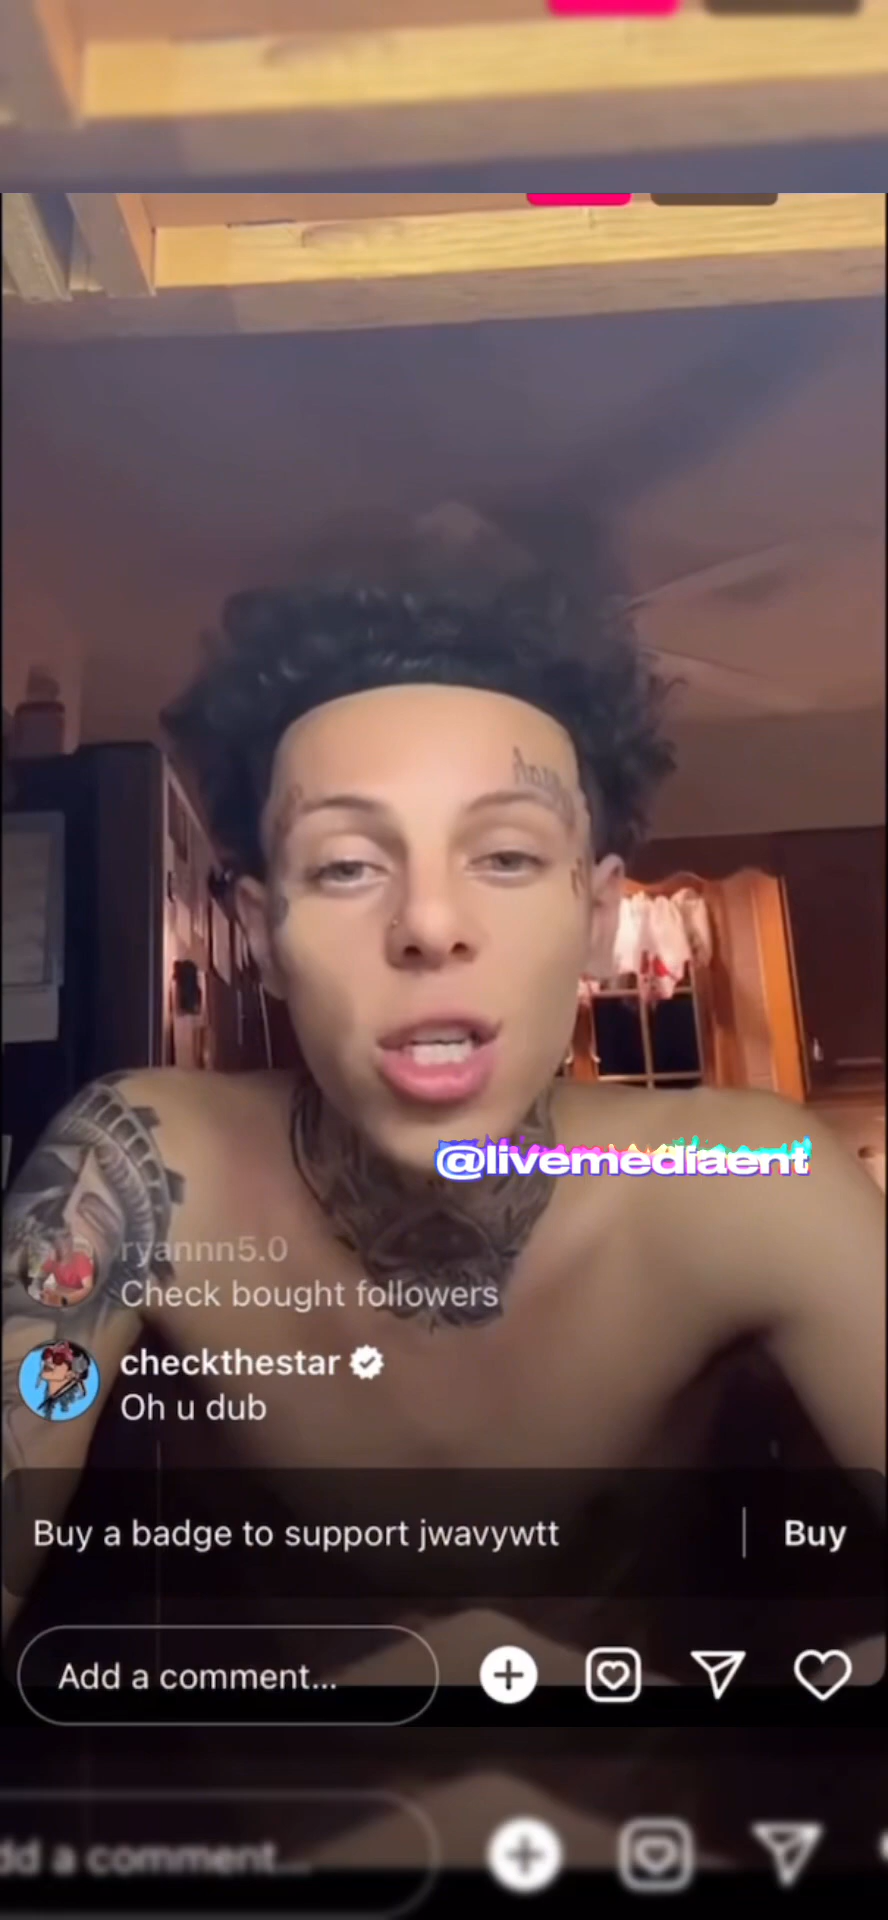 @livemediaent
ryannn5.0
Check bought followers
checkthestar
Oh u dub
Buy a badge to support jwavywtt
Buy
Add a comment...
dd a comment...